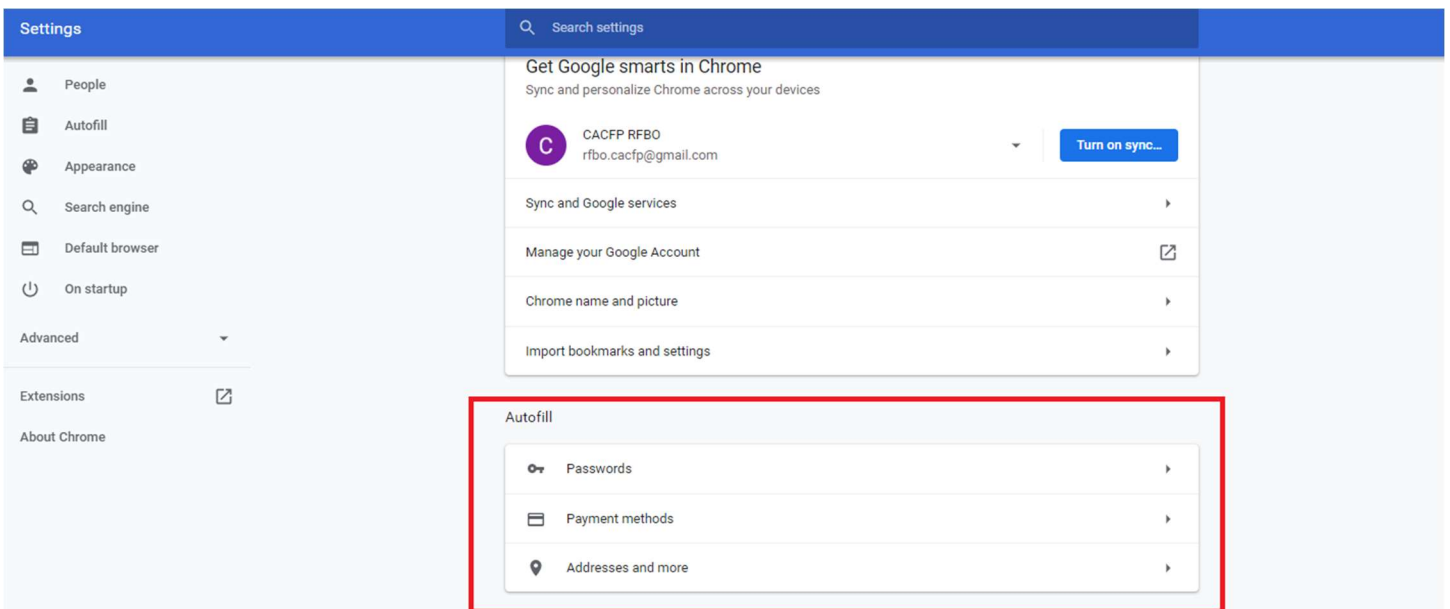 Settings
Search settings
People
Autofill
Appearance
Search engine
Default browser
On startup
Advanced
Extensions
About Chrome
Get Google smarts in Chrome
Sync and personalize Chrome across your devices
C
CACFP RFBO
rfbo.cacfp@gmail.com
Turn on sync...
Sync and Google services
Manage your Google Account
Chrome name and picture
Import bookmarks and settings
Autofill
Passwords
Payment methods
Addresses and more